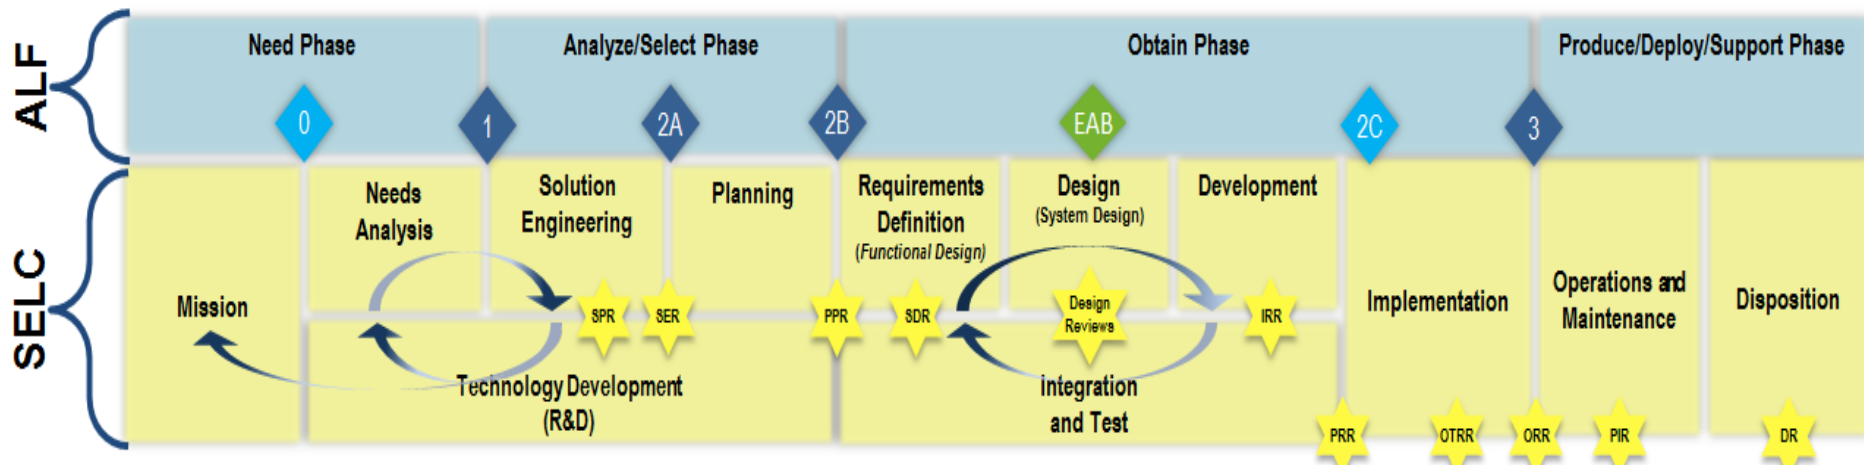 ALF
Need Phase
Analyze/Select Phase
Obtain Phase
Produce/Deploy/Support Phase
0
1
2A
2B
EAB
2C
3
SELC
Mission
Needs
Analysis
Solution
Engineering
Planning
Requirements
Definition
(Functional Design)
Design
(System Design)
Development
Implementation
Operations and
Maintenance
Disposition
SPR
SER
PPR
SDR
Design
Reviews
IRR
Technology Development
(R&D)
Integration
and Test
PRR
OTRR
ORR
PIR
DR